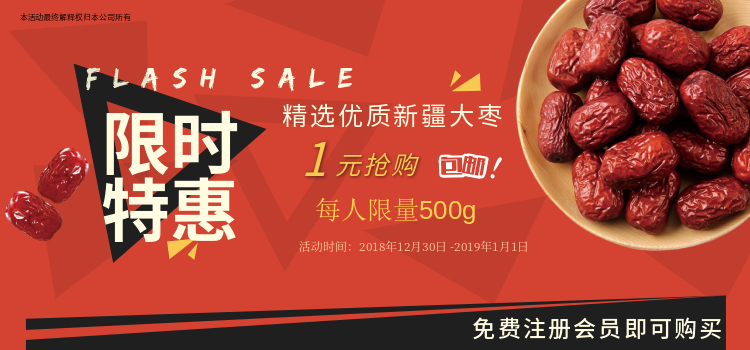 本活动最终解释权归本公司所有
FLASH SALE
限时
特惠
精选优质新疆大枣
1元抢购 包邮!
每人限量500g
活动时间：2018年12月30日 -2019年1月1日
免费注册会员即可购买